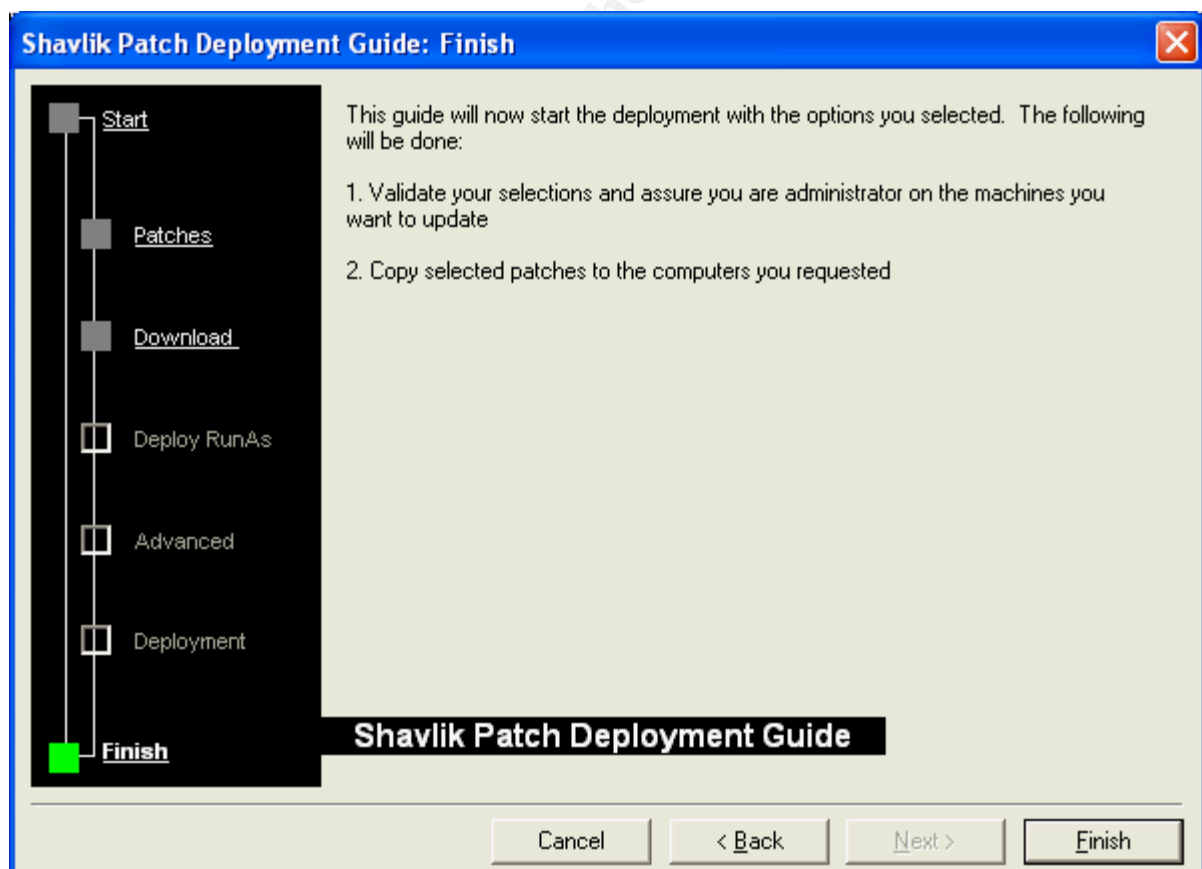 Shavlik Patch Deployment Guide: Finish
Start
Patches
Download
Deploy RunAs
Advanced
Deployment
Finish
This guide will now start the deployment with the options you selected.  The following
will be done:
1. Validate your selections and assure you are administrator on the machines you
want to update
2. Copy selected patches to the computers you requested
Shavlik Patch Deployment Guide
Cancel
< Back
Next >
Finish